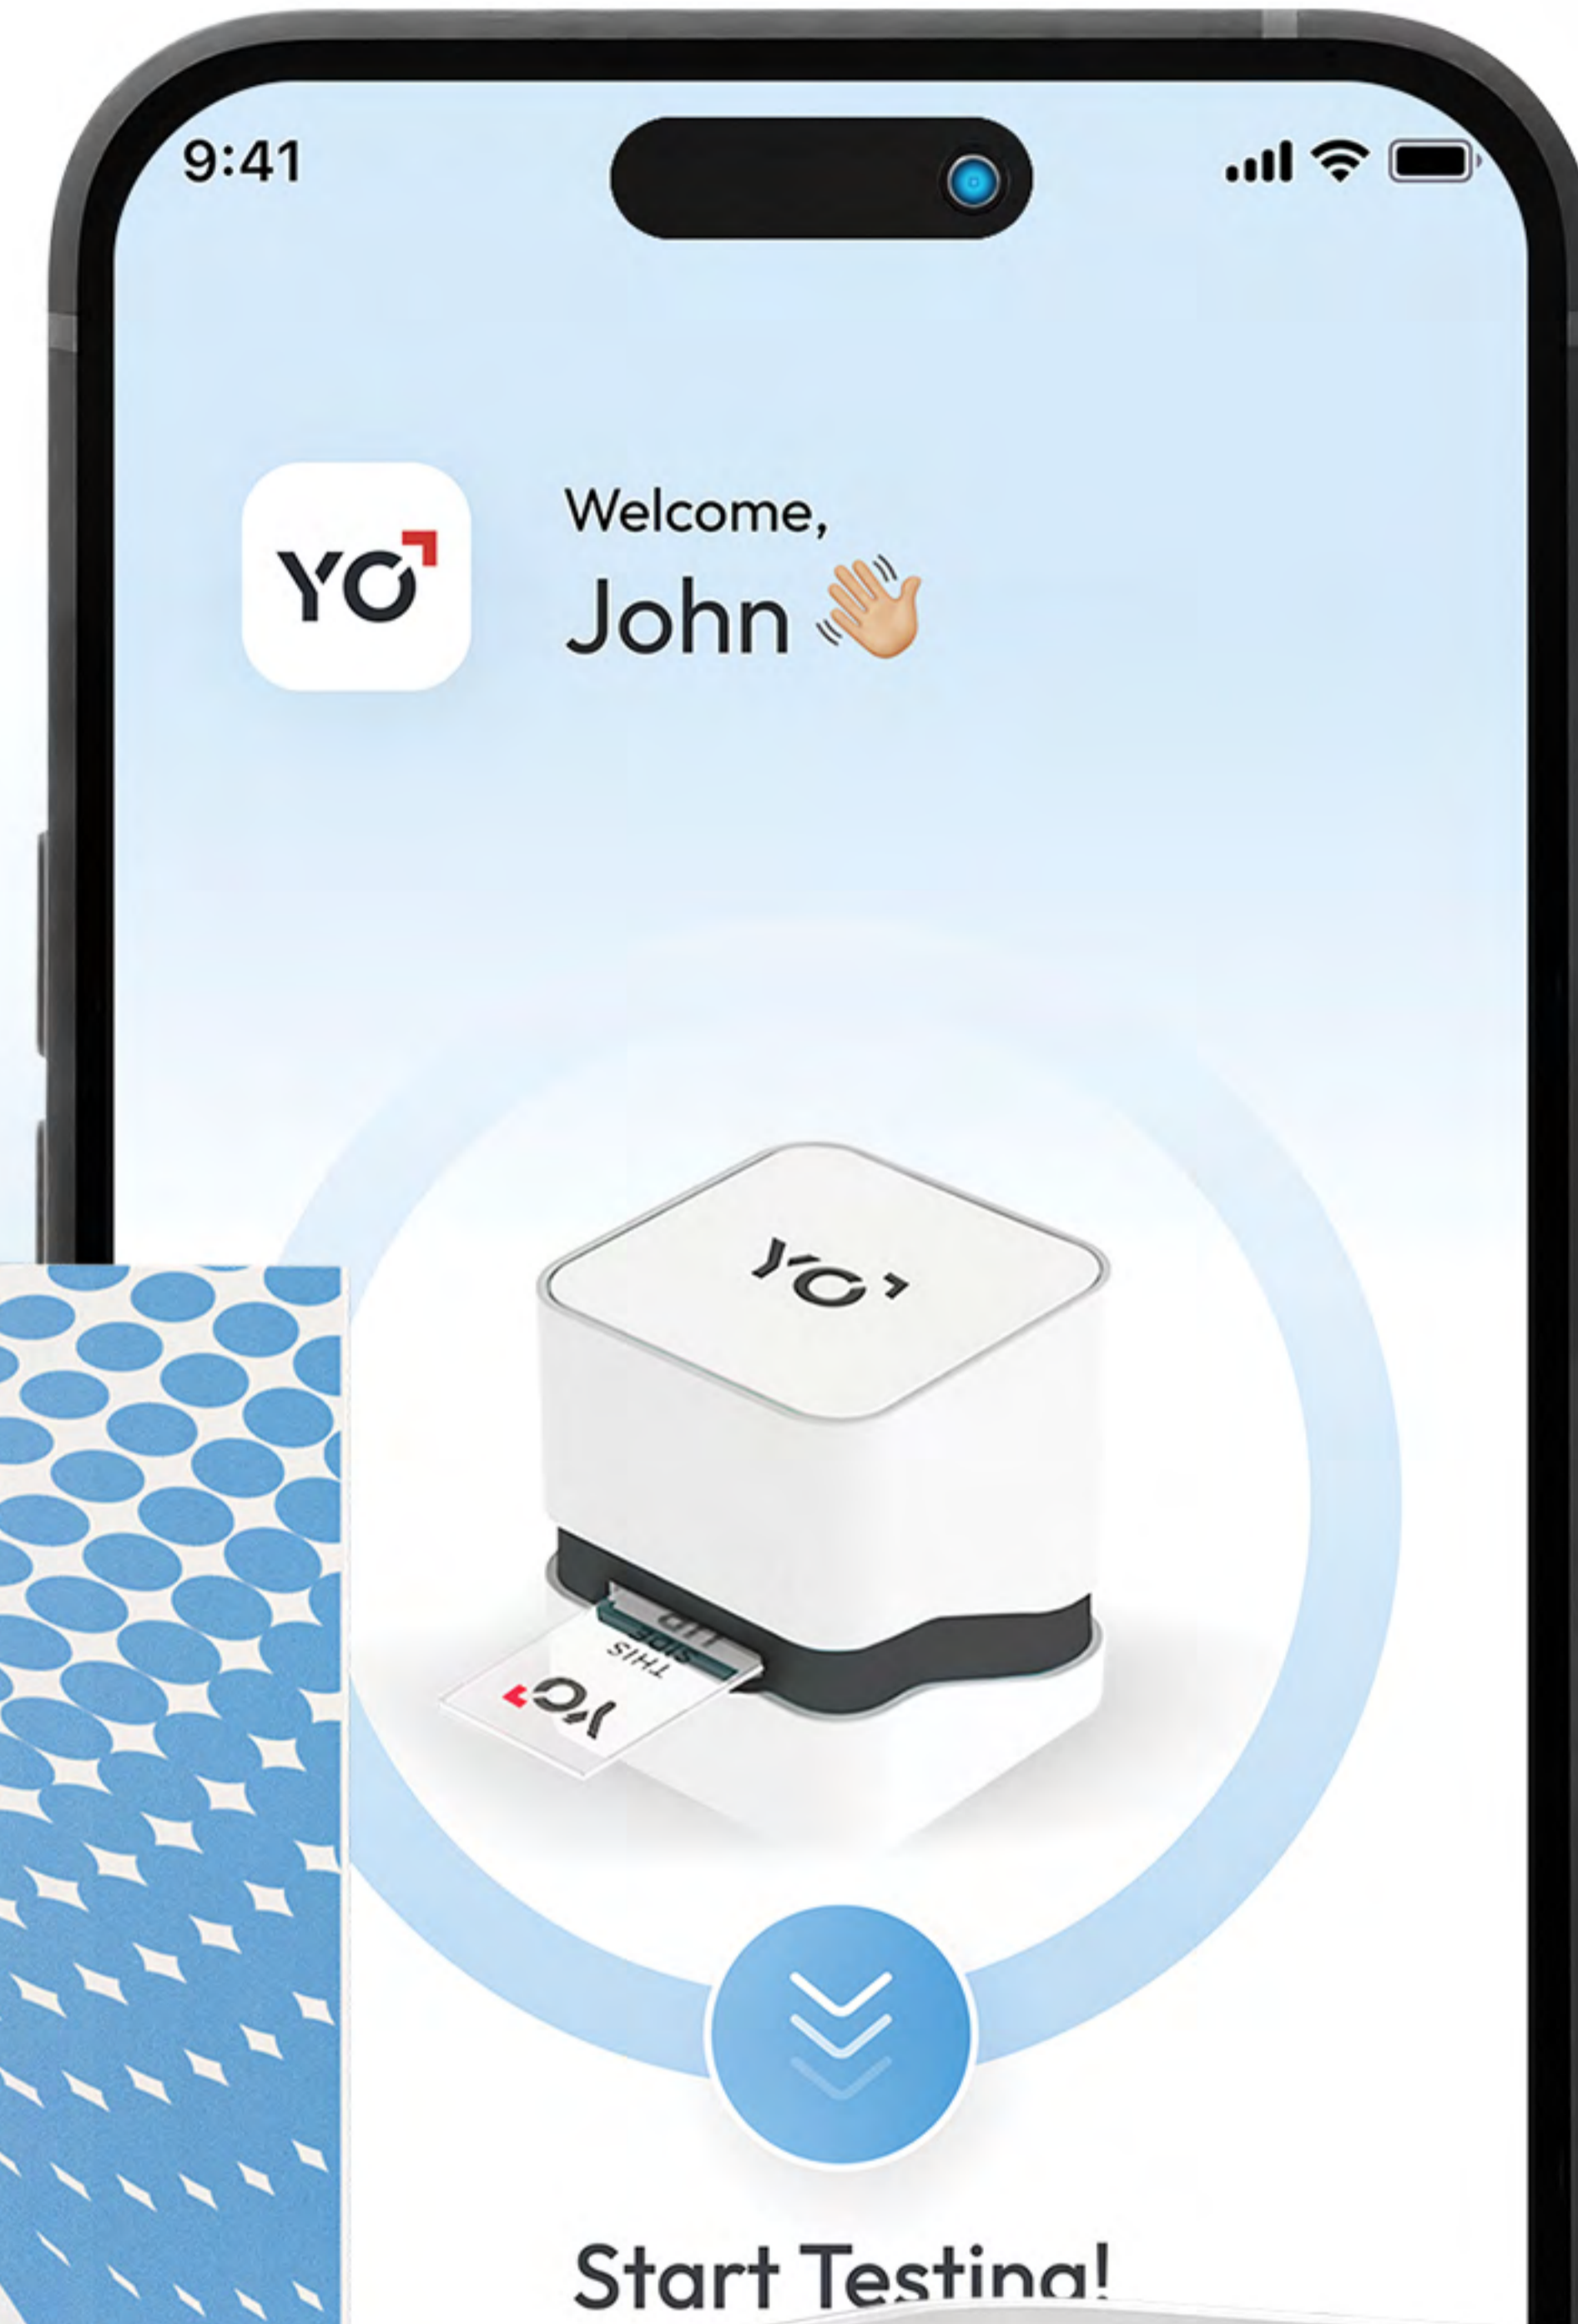 9:41
YO
Welcome,
John 👋🏼
YO
UP
SIDE
THIS
YO
Start Testing!